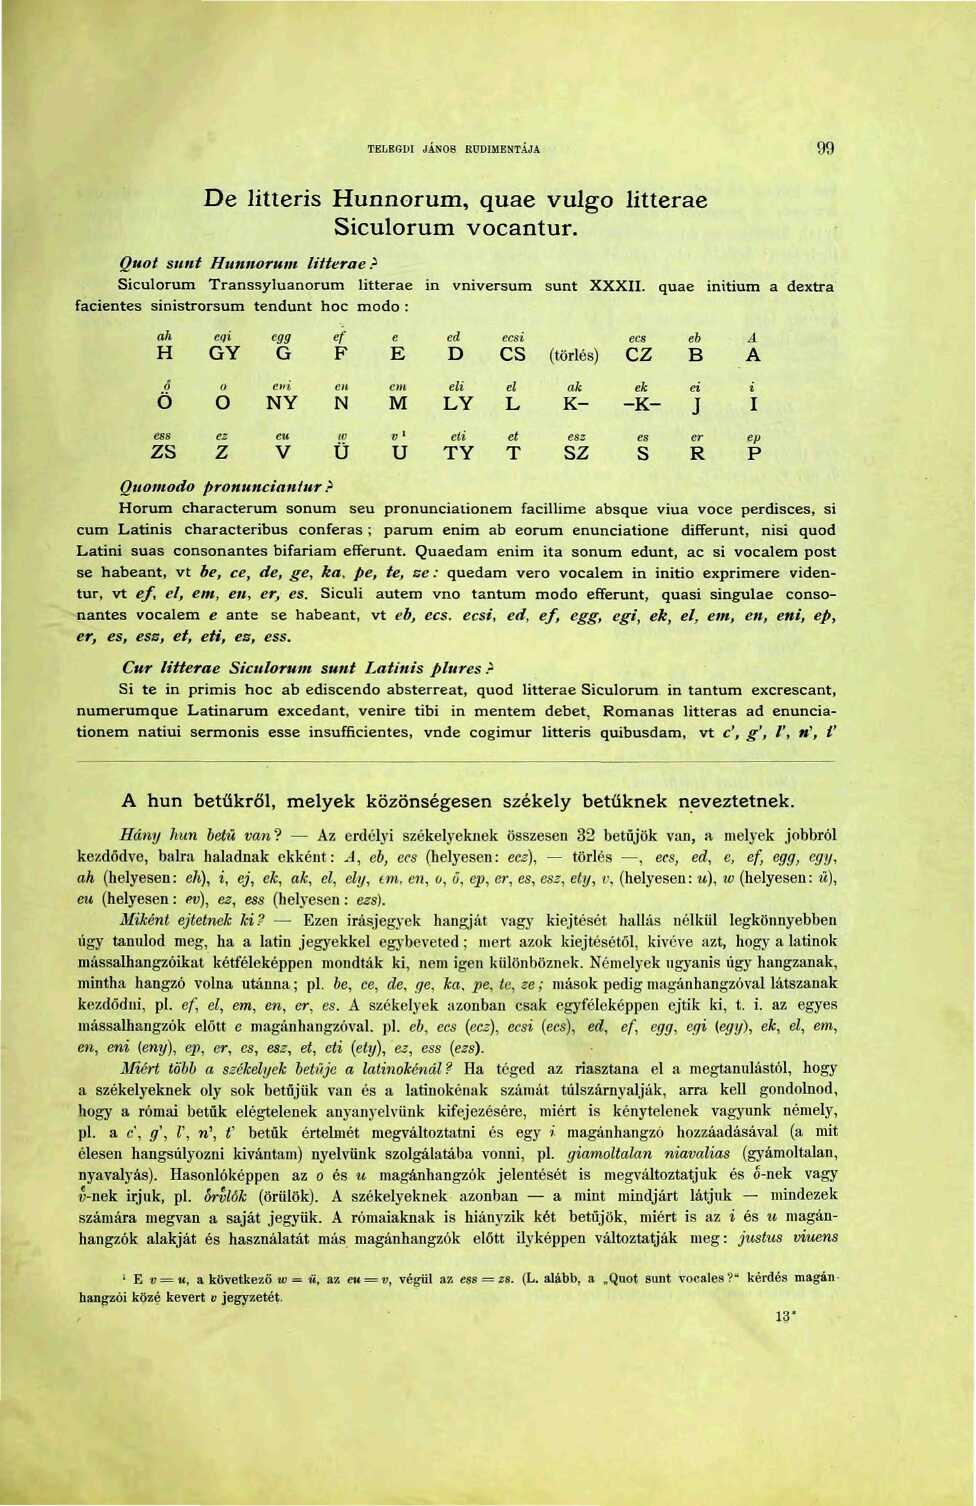 TELEGDI JÁNOS RUDIMENTÁJA 99
De litteris Hunnorum, quae vulgo litterae
Siculorum vocantur.
Quot sunt Hunnorum litterae?
Siculorum Transsyluanorum litterae in vniversum sunt XXXII. quae initium a dextra
facientes sinistrorsum tendunt hoc modo :
ah egi egg ef e ed ecsi ecs eb A
H GY G F E D CS (törlés) CZ B A
ő o eni en em eli el ak ek ei i
Ö O NY N M LY L K– –K– J I
ess ez eu w v ¹ eti et esz es er ep
ZS Z V Ü U TY T SZ S R P
Quomodo pronunciantur?
Horum characterum sonum seu pronunciationem facillime absque viua voce perdisces, si
cum Latinis characteribus conferas ; parum enim ab eorum enunciatione differunt, nisi quod
Latini suas consonantes bifariam efferunt. Quaedam enim ita sonum edunt, ac si vocalem post
se habeant, vt be, ce, de, ge, ka, pe, te, ze : quedam vero vocalem in initio exprimere viden-
tur, vt ef, el, em, en, er, es. Siculi autem vno tantum modo efferunt, quasi singulae conso-
nantes vocalem e ante se habeant, vt eb, ecs. ecsi, ed, ef, egg, egi, ek, el, em, en, eni, ep,
er, es, esz, et, eti, ez, ess.
Cur litterae Siculorum sunt Latinis plures?
Si te in primis hoc ab ediscendo absterreat, quod litterae Siculorum in tantum excrescant,
numerumque Latinarum excedant, venire tibi in mentem debet, Romanas litteras ad enuncia-
tionem natiui sermonis esse insufficientes, vnde cogimur litteris quibusdam, vt c’, g’, l’, n’, t’
A hun betűkről, melyek közönségesen székely betűknek neveztetnek.
Hány hun betű van? — Az erdélyi székelyeknek összesen 32 betűjök van, a melyek jobbról
kezdődve, balra haladnak ekként: A, eb, ecs (helyesen: ecz), — törlés —, ecs, ed, e, ef, egg, egy,
ah (helyesen: eh), i, ej, ek, ak, el, ely, em, en, o, ő, ep, er, es, esz, ety, v, (helyesen: u), w (helyesen: ü),
eu (helyesen: ev), ez, ess (helyesen : ezs).
Miként ejtetnek ki? — Ezen irásjegyek hangját vagy kiejtését hallás nélkül legkönnyebben
úgy tanulod meg, ha a latin jegyekkel egybeveted ; mert azok kiejtésétől, kivéve azt, hogy a latinok
mássalhangzóikat kétféleképpen mondták ki, nem igen különböznek. Némelyek ugyanis úgy hangzanak,
mintha hangzó volna utánna; pl. be, ce, de, ge, ka, pe, te, ze; mások pedig magánhangzóval látszanak
kezdődni, pl. ef, el, em, en, er, es. A székelyek azonban csak egyféleképpen ejtik ki, t. i. az egyes
mássalhangzók előtt e magánhangzóval. pl. eb, ecs (ecz), ecsi (ecs), ed, ef, egg, egi (egy), ek, el, em,
en, eni (eny), ep, er, es, esz, et, eti (ety), ez, ess (ezs).
Miért több a székelyek betűje a latinokénál? Ha téged az riasztana el a megtanulástól, hogy
a székelyeknek oly sok betűjük van és a latinokénak számát túlszárnyalják, arra kell gondolnod,
hogy a római betűk elégtelenek anyanyelvünk kifejezésére, miért is kénytelenek vagyunk némely,
pl. a c’, g’, l’, n’, t’ betűk értelmét megváltoztatni és egy i magánhangzó hozzáadásával (a mit
élesen hangsúlyozni kivántam) nyelvünk szolgálatába vonni, pl. giamoltalan niavalias (gyámoltalan,
nyavalyás). Hasonlóképpen az o és u magánhangzók jelentését is megváltoztatjuk és o̊-nek vagy
v̊-nek irjuk, pl. o̊rv̊lo̊k (örülök). A székelyeknek azonban — a mint mindjárt látjuk — mindezek
számára megvan a saját jegyük. A rómaiaknak is hiányzik két betűjök, miért is az i és u magán-
hangzók alakját és használatát más magánhangzók előtt ilyképpen változtatják meg: justus viuens
¹ E v = u, a következő w = ü, az eu = v, végül az ess = zs. (L. alább, a „Quot sunt vocales?“ kérdés magán-
hangzói közé kevert v jegyzetét.
13*